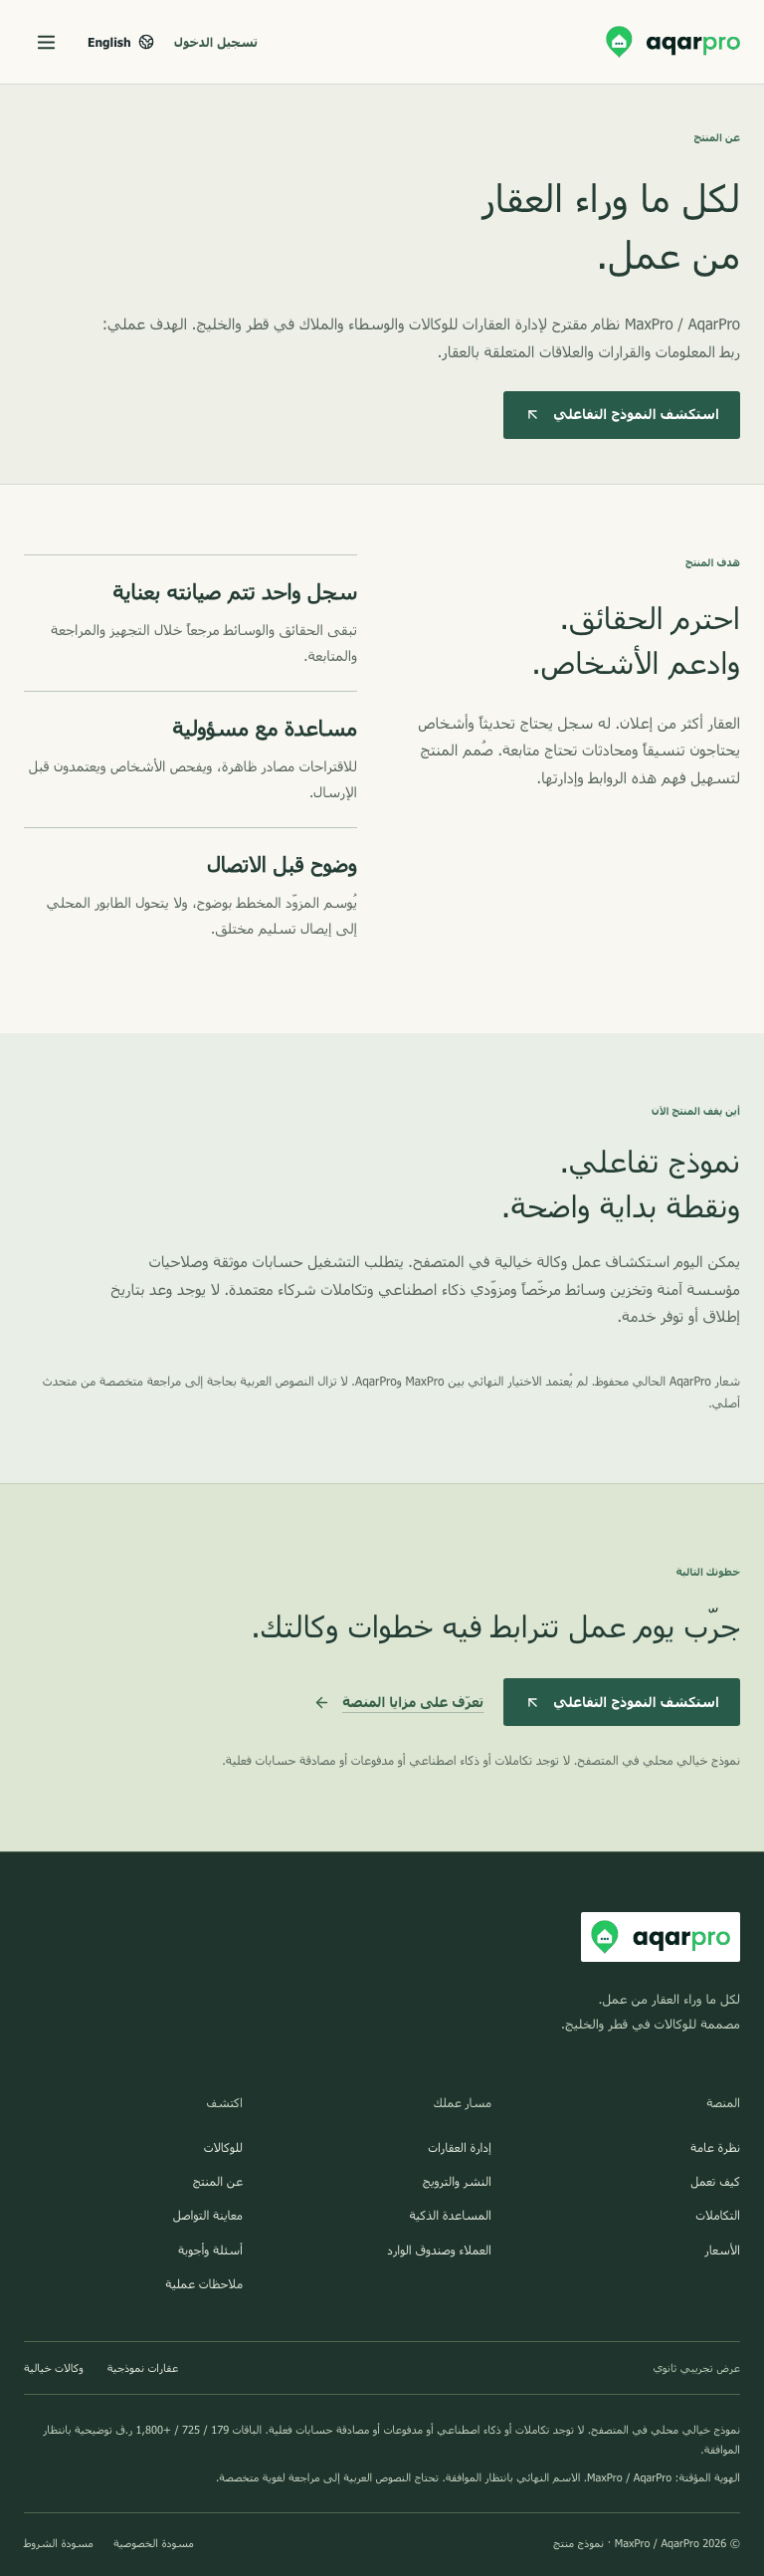 aqarpro
تسجيل الدخول
English
عن المنتج
لكل ما وراء العقار
من عمل.
MaxPro / AqarPro نظام مقترح لإدارة العقارات للوكالات والوسطاء والملاك في قطر والخليج. الهدف عملي:
ربط المعلومات والقرارات والعلاقات المتعلقة بالعقار.
استكشف النموذج التفاعلي
هدف المنتج
احترم الحقائق.
وادعم الأشخاص.
العقار أكثر من إعلان. له سجل يحتاج تحديثاً وأشخاص
يحتاجون تنسيقاً ومحادثات تحتاج متابعة. صُمم المنتج
لتسهيل فهم هذه الروابط وإدارتها.
سجل واحد تتم صيانته بعناية
تبقى الحقائق والوسائط مرجعاً خلال التجهيز والمراجعة
والمتابعة.
مساعدة مع مسؤولية
للاقتراحات مصادر ظاهرة، ويفحص الأشخاص ويعتمدون قبل
الإرسال.
وضوح قبل الاتصال
يُوسم المزوّد المخطط بوضوح، ولا يتحول الطابور المحلي
إلى إيصال تسليم مختلق.
أين يقف المنتج الآن
نموذج تفاعلي.
ونقطة بداية واضحة.
يمكن اليوم استكشاف عمل وكالة خيالية في المتصفح. يتطلب التشغيل حسابات موثقة وصلاحيات
مؤسسة آمنة وتخزين وسائط مرخّصاً ومزوّدي ذكاء اصطناعي وتكاملات شركاء معتمدة. لا يوجد وعد بتاريخ
إطلاق أو توفر خدمة.
شعار AqarPro الحالي محفوظ. لم يُعتمد الاختيار النهائي بين MaxPro وAqarPro. لا تزال النصوص العربية بحاجة إلى مراجعة متخصصة من متحدث
أصلي.
خطوتك التالية
جرّب يوم عمل تترابط فيه خطوات وكالتك.
استكشف النموذج التفاعلي
تعرّف على مزايا المنصة
نموذج خيالي محلي في المتصفح. لا توجد تكاملات أو ذكاء اصطناعي أو مدفوعات أو مصادقة حسابات فعلية.
aqarpro
لكل ما وراء العقار من عمل.
مصممة للوكالات في قطر والخليج.
المنصة
نظرة عامة
كيف تعمل
التكاملات
الأسعار
مسار عملك
إدارة العقارات
النشر والترويج
المساعدة الذكية
العملاء وصندوق الوارد
اكتشف
للوكالات
عن المنتج
معاينة التواصل
أسئلة وأجوبة
ملاحظات عملية
عرض تجريبي ثانوي
عقارات نموذجية
وكالات خيالية
نموذج خيالي محلي في المتصفح. لا توجد تكاملات أو ذكاء اصطناعي أو مدفوعات أو مصادقة حسابات فعلية. الباقات 179 / 725 / +1,800 ر.ق توضيحية بانتظار
الموافقة.
الهوية المؤقتة: MaxPro / AqarPro. الاسم النهائي بانتظار الموافقة. تحتاج النصوص العربية إلى مراجعة لغوية متخصصة.
© 2026 MaxPro / AqarPro · نموذج منتج
مسودة الخصوصية
مسودة الشروط